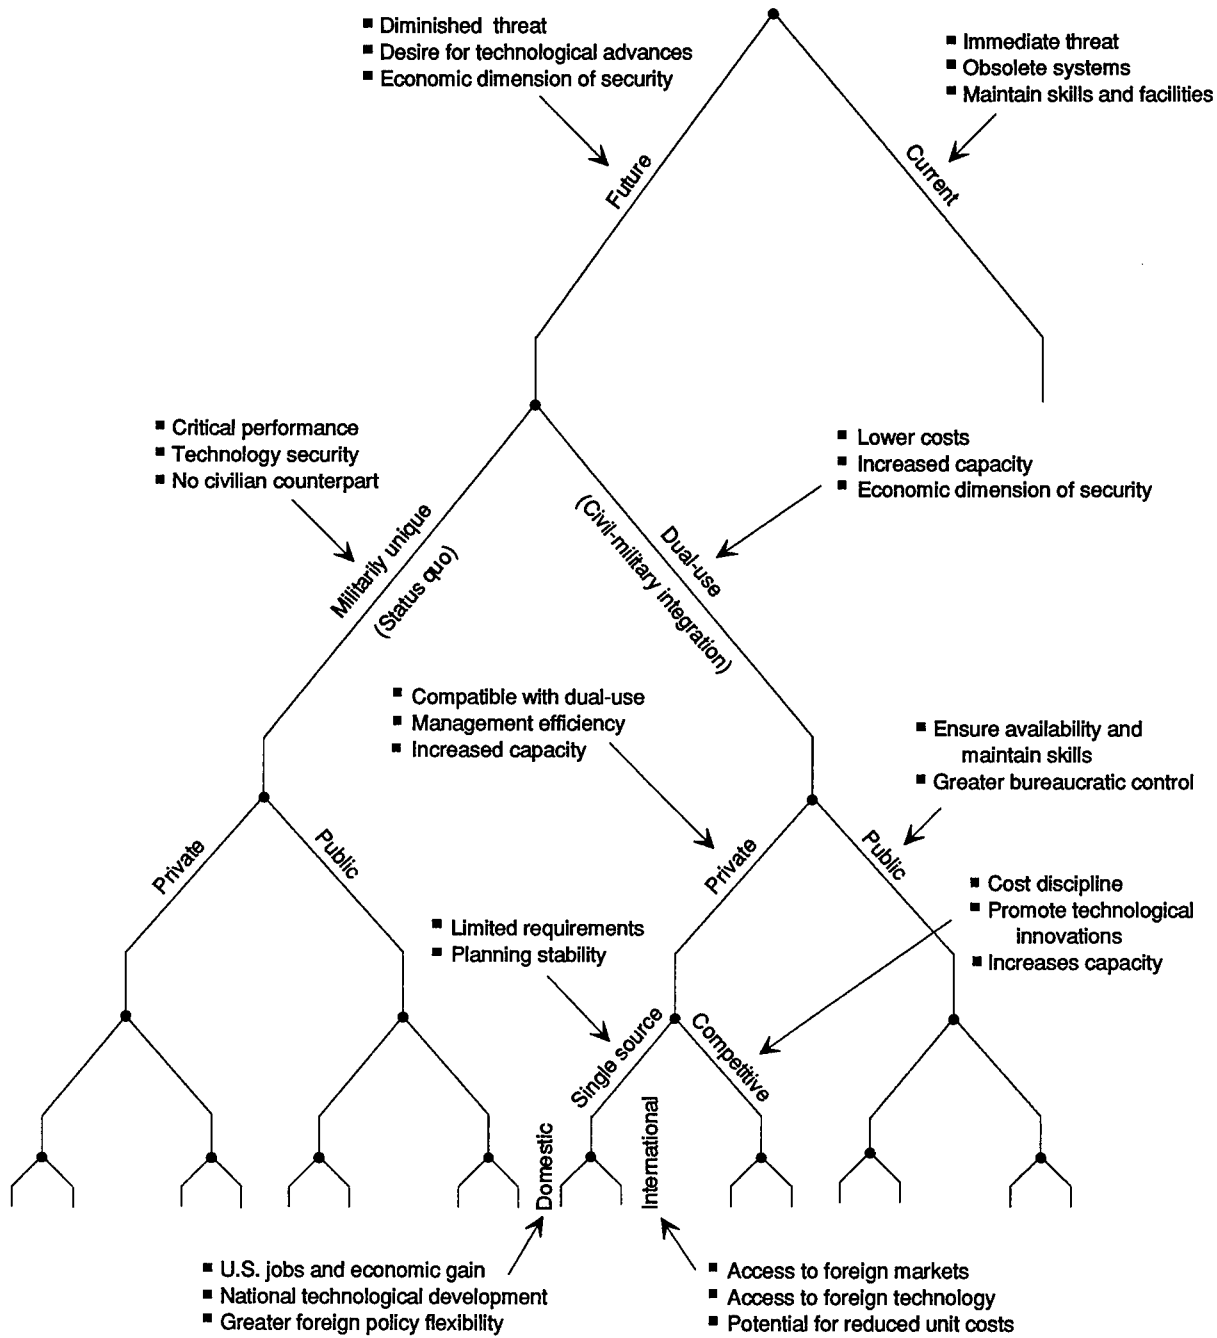 ■ Diminished threat
■ Desire for technological advances
■ Economic dimension of security
■ Immediate threat
■ Obsolete systems
■ Maintain skills and facilities
Future
Current
■ Critical performance
■ Technology security
■ No civilian counterpart
■ Lower costs
■ Increased capacity
■ Economic dimension of security
Militarily unique
(Status quo)
Dual-use
(Civil-military integration)
■ Compatible with dual-use
■ Management efficiency
■ Increased capacity
■ Ensure availability and
maintain skills
■ Greater bureaucratic control
Private
Public
Private
Public
■ Limited requirements
■ Planning stability
■ Cost discipline
■ Promote technological
innovations
■ Increases capacity
Single source
Competitive
Domestic
International
■ U.S. jobs and economic gain
■ National technological development
■ Greater foreign policy flexibility
■ Access to foreign markets
■ Access to foreign technology
■ Potential for reduced unit costs